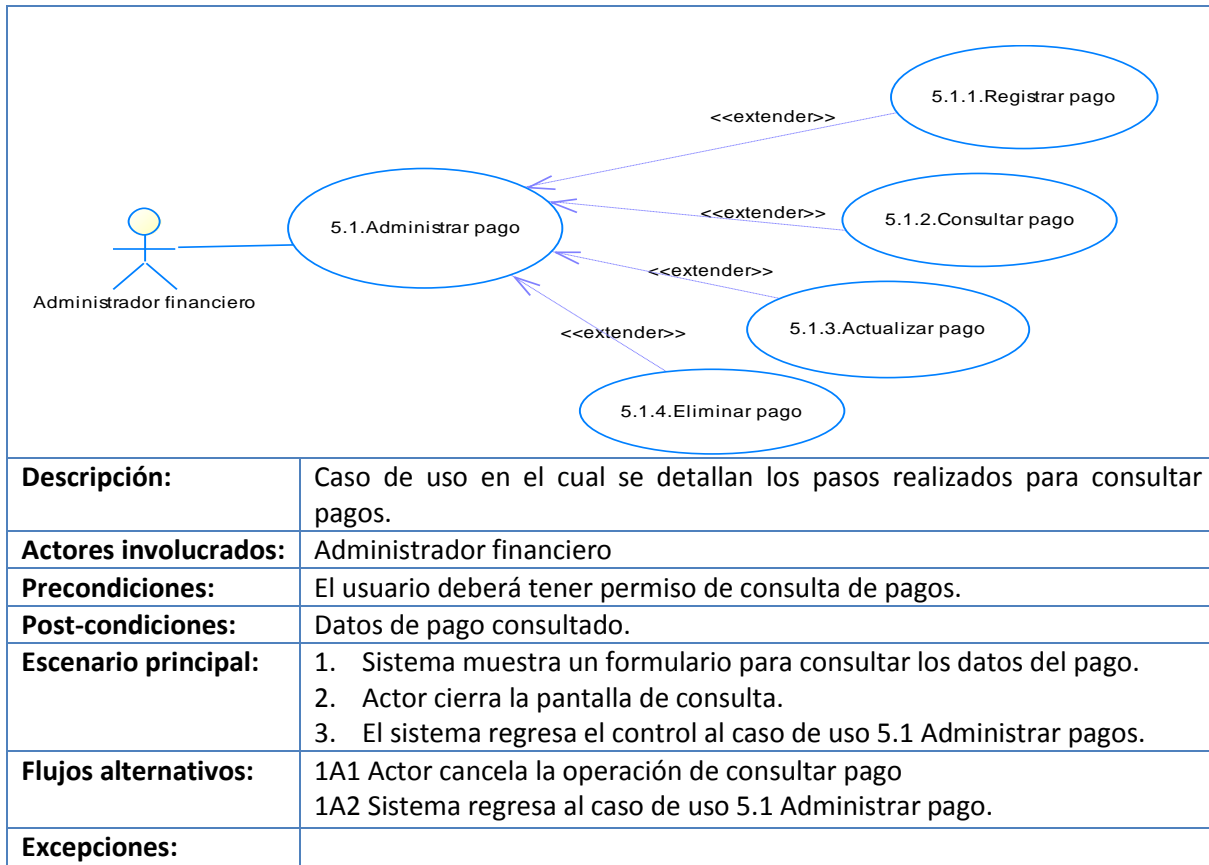 5.1.1.Registrar pago
<<extender>>
5.1.2.Consultar pago
<<extender>>
5.1.Administrar pago
<<extender>>
Administrador financiero
5.1.3.Actualizar pago
<<extender>>
5.1.4.Eliminar pago
Descripción: Caso de uso en el cual se detallan los pasos realizados para consultar
pagos.
Actores involucrados: Administrador financiero
Precondiciones: El usuario deberá tener permiso de consulta de pagos.
Post-condiciones: Datos de pago consultado.
Escenario principal: 1. Sistema muestra un formulario para consultar los datos del pago.
2. Actor cierra la pantalla de consulta.
3. El sistema regresa el control al caso de uso 5.1 Administrar pagos.
Flujos alternativos: 1A1 Actor cancela la operación de consultar pago
1A2 Sistema regresa al caso de uso 5.1 Administrar pago.
Excepciones: